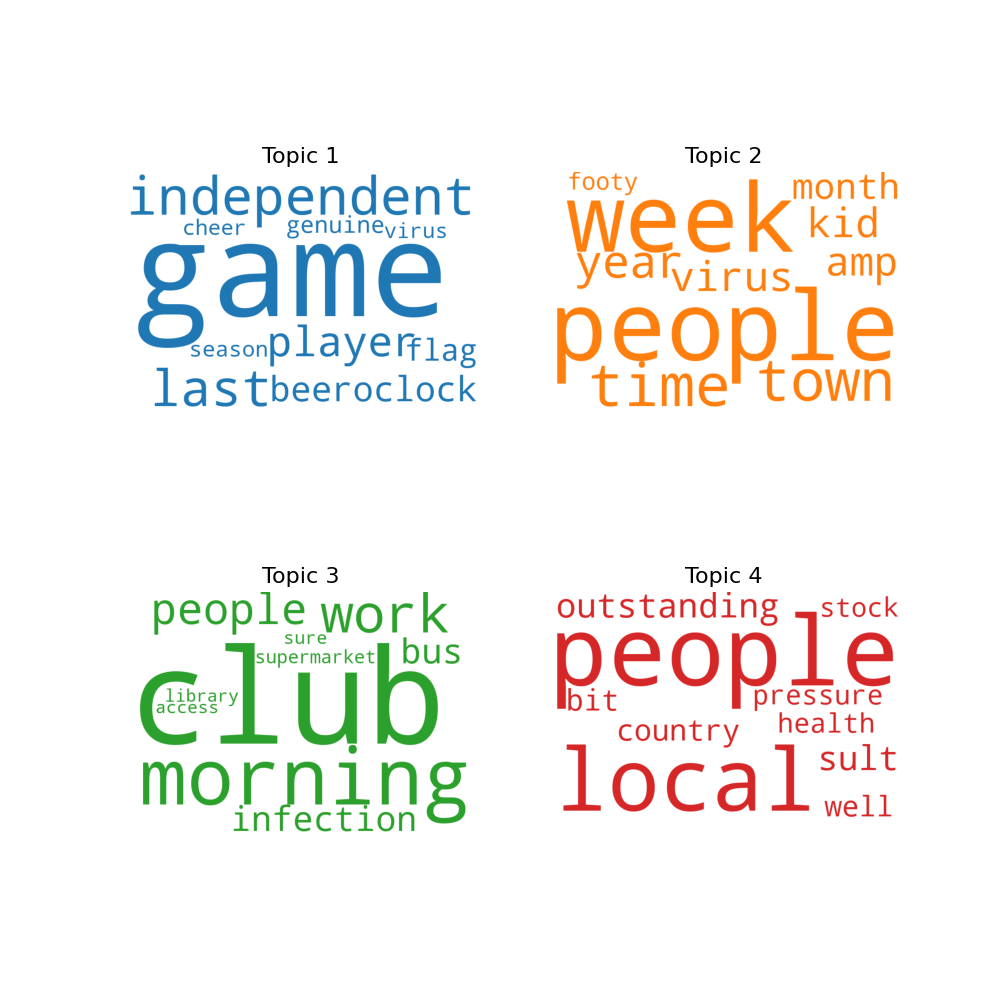 Topic 1
independent
cheer genuine virus
game
season player flag
last beeroclock
Topic 2
footy week month
kid
year virus amp
people
time town
Topic 3
people work
sure
supermarket bus
club
library
access
morning
infection
Topic 4
outstanding stock
people
bit pressure
country health
local sult
well